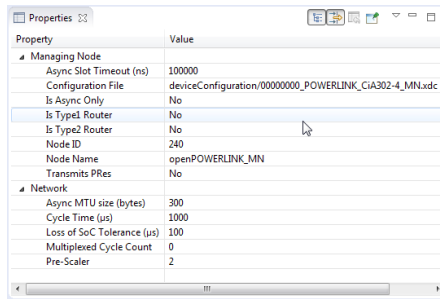 Properties
Property Value
Managing Node
Async Slot Timeout (ns) 100000
Configuration File deviceConfiguration/00000000_POWERLINK_CiA302-4_MN.xdc
Is Async Only No
Is Type1 Router No
Is Type2 Router No
Node ID 240
Node Name openPOWERLINK_MN
Transmits PRes No
Network
Async MTU size (bytes) 300
Cycle Time (µs) 1000
Loss of SoC Tolerance (µs) 100
Multiplexed Cycle Count 0
Pre-Scaler 2